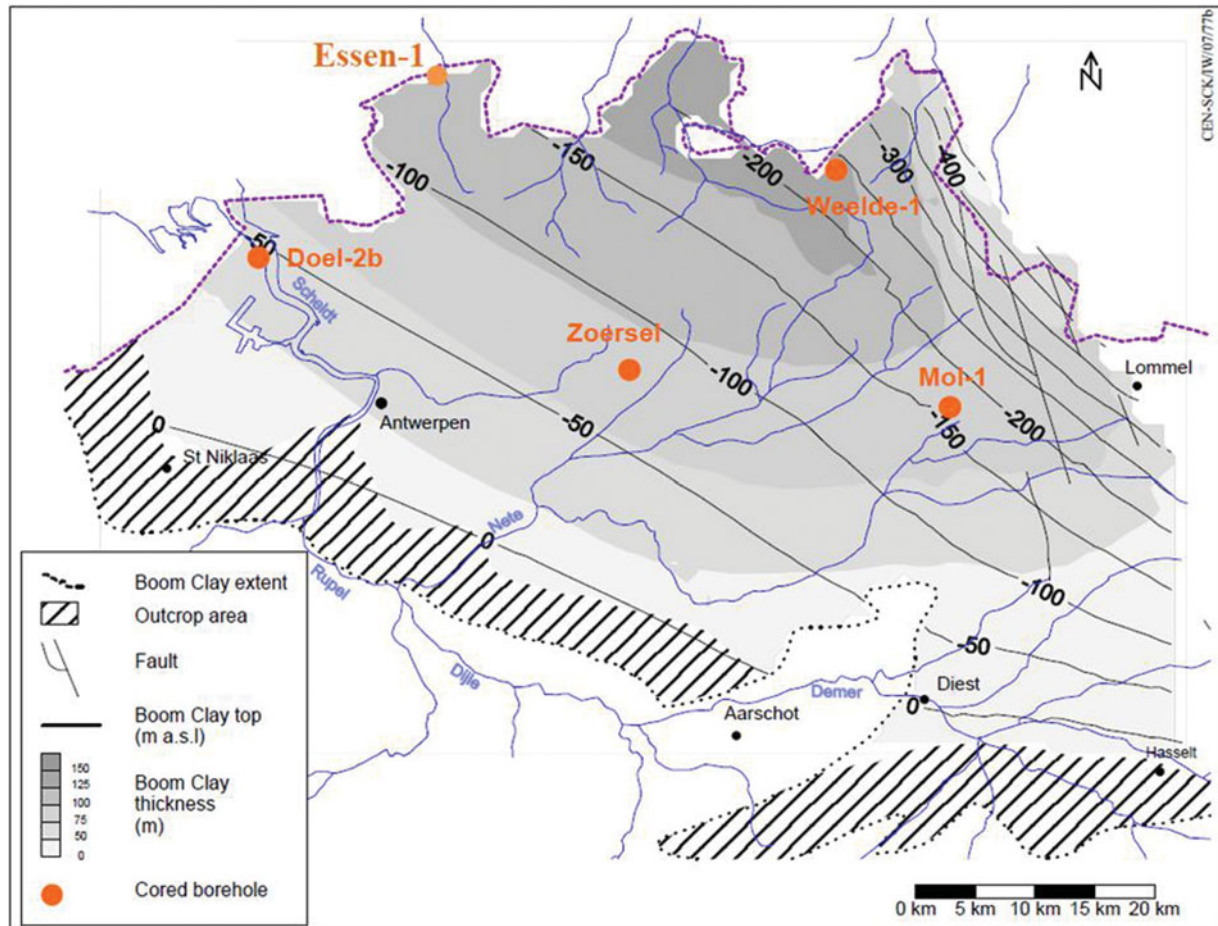 CEN-SCK/IW/07/77b
N
Essen-1
-150
-100
-200
-300
-400
Weelde-1
-50
Doel-2b
Scheldt
Zoersel
-100
Mol-1
Lommel
-150
-200
Antwerpen
-50
0
St Niklaas
Nete
0
Rupel
-100
-50
Dijle
Demer
Diest
0
Aarschot
Hasselt
Boom Clay extent
Outcrop area
Fault
Boom Clay top
(m a.s.l)
150
125
100
75
50
0
Boom Clay
thickness
(m)
Cored borehole
0 km 5 km 10 km 15 km 20 km